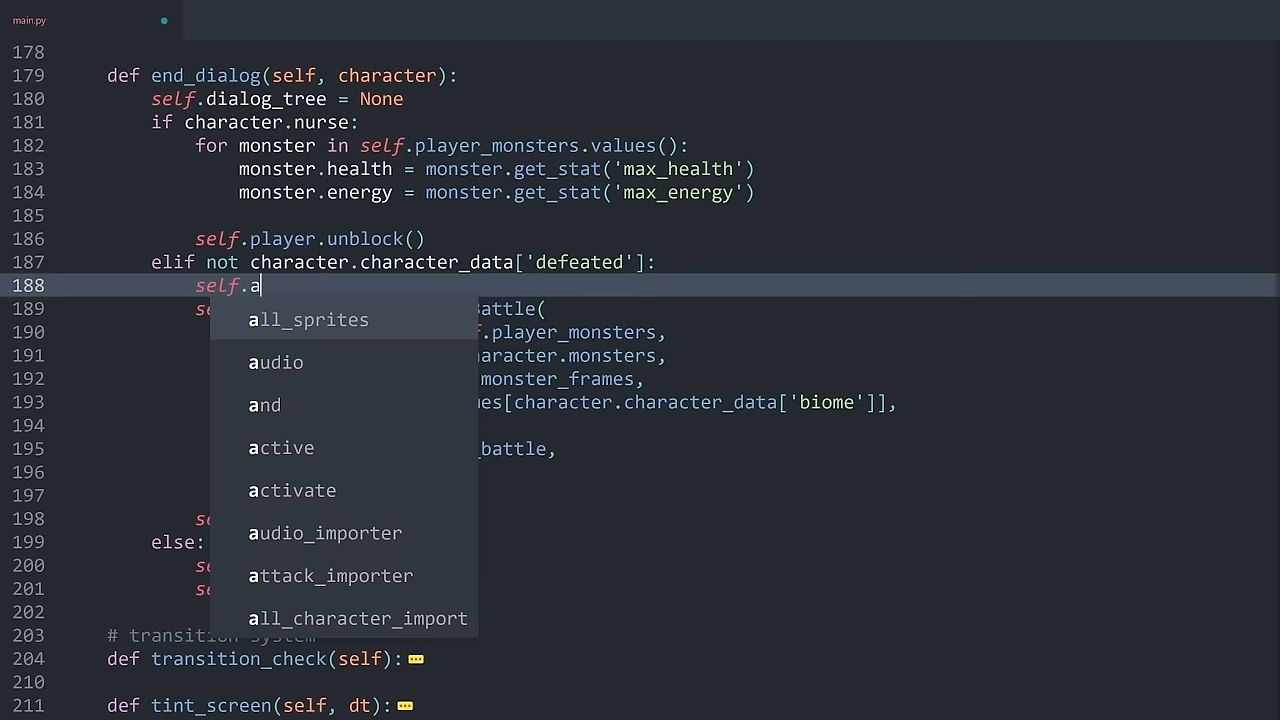 main.py
178
179 def end_dialog(self, character):
180 self.dialog_tree = None
181 if character.nurse:
182 for monster in self.player_monsters.values():
183 monster.health = monster.get_stat('max_health')
184 monster.energy = monster.get_stat('max_energy')
185
186 self.player.unblock()
187 elif not character.character_data['defeated']:
188 self.a
189 attle(
all_sprites
190 .player_monsters,
191 aracter.monsters,
audio
192 monster_frames,
193 es[character.character_data['biome']],
and
194
195 _battle,
active
196
197
activate
198
199 else:
audio_importer
200
attack_importer
201
202
all_character_import
203 # transition system
204 def transition_check(self):
210
211 def tint_screen(self, dt):